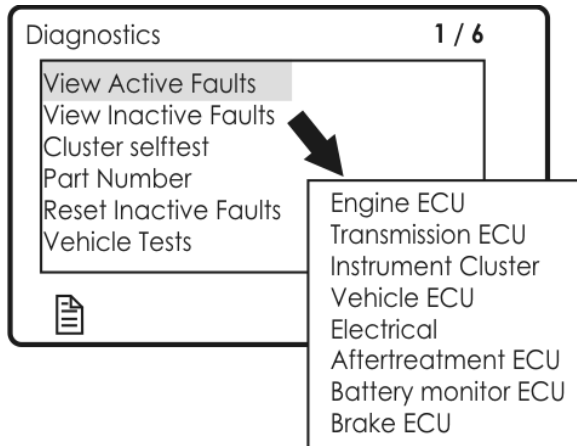 Diagnostics 1 / 6
View Active Faults
View Inactive Faults
Cluster selftest
Part Number
Reset Inactive Faults
Vehicle Tests
Engine ECU
Transmission ECU
Instrument Cluster
Vehicle ECU
Electrical
Aftertreatment ECU
Battery monitor ECU
Brake ECU